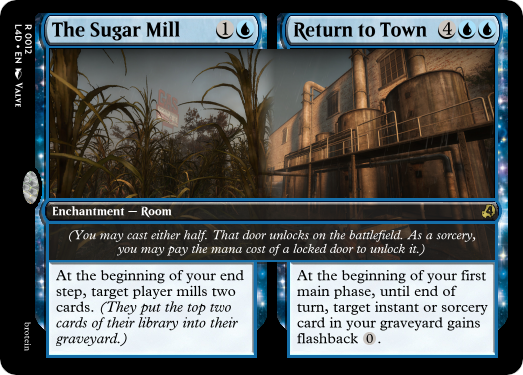 The Sugar Mill
1
Return to Town
4
Enchantment — Room
(You may cast either half. That door unlocks on the battlefield. As a sorcery,
you may pay the mana cost of a locked door to unlock it.)
At the beginning of your end
step, target player mills two
cards. (They put the top two
cards of their library into their
graveyard.)
At the beginning of your first
main phase, until end of
turn, target instant or sorcery
card in your graveyard gains
flashback 0.
R 0012
L4D • EN Valve
brotein